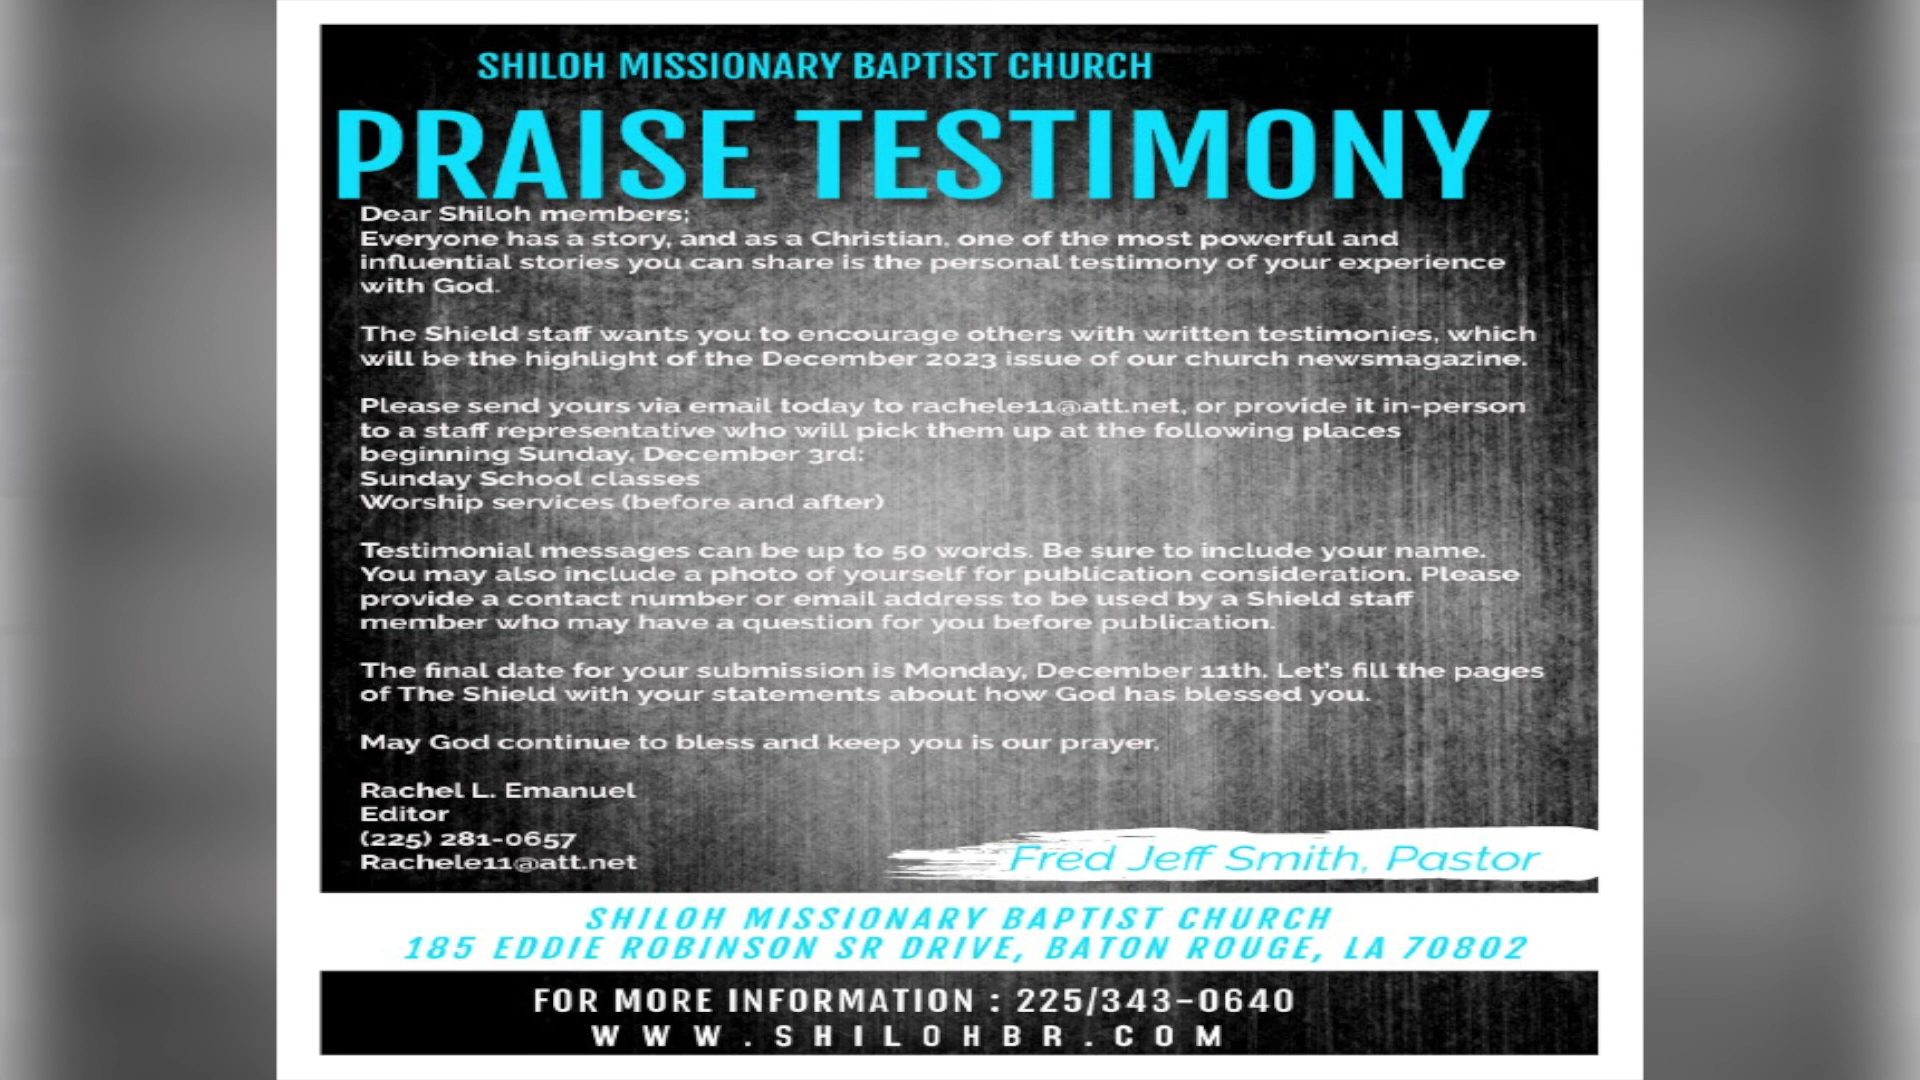 SHILOH MISSIONARY BAPTIST CHURCH
PRAISE TESTIMONY
Dear Shiloh members;
Everyone has a story, and as a Christian, one of the most powerful and
influential stories you can share is the personal testimony of your experience
with God.
The Shield staff wants you to encourage others with written testimonies, which
will be the highlight of the December 2023 issue of our church newsmagazine.
Please send yours via email today to rachele11@att.net, or provide it in-person
to a staff representative who will pick them up at the following places
beginning Sunday, December 3rd:
Sunday School classes
Worship services (before and after)
Testimonial messages can be up to 50 words. Be sure to include your name.
You may also include a photo of yourself for publication consideration. Please
provide a contact number or email address to be used by a Shield staff
member who may have a question for you before publication.
The final date for your submission is Monday, December 11th. Let's fill the pages
of The Shield with your statements about how God has blessed you.
May God continue to bless and keep you is our prayer,
Rachel L. Emanuel
Editor
(225) 281-0657
Rachele11@att.net
Fred Jeff Smith, Pastor
SHILOH MISSIONARY BAPTIST CHURCH
185 EDDIE ROBINSON SR DRIVE, BATON ROUGE, LA 70802
FOR MORE INFORMATION : 225/343-0640
WWW.SHILOHBR.COM